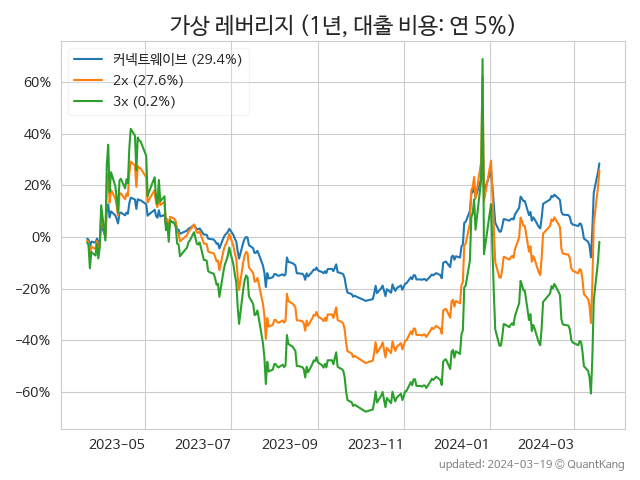 가상 레버리지 (1년, 대출 비용: 연 5%)
커넥트웨이브 (29.4%)
2x (27.6%)
3x (0.2%)
60%
40%
20%
0%
−20%
−40%
−60%
2023-05
2023-07
2023-09
2023-11
2024-01
2024-03
updated: 2024-03-19 © QuantKang